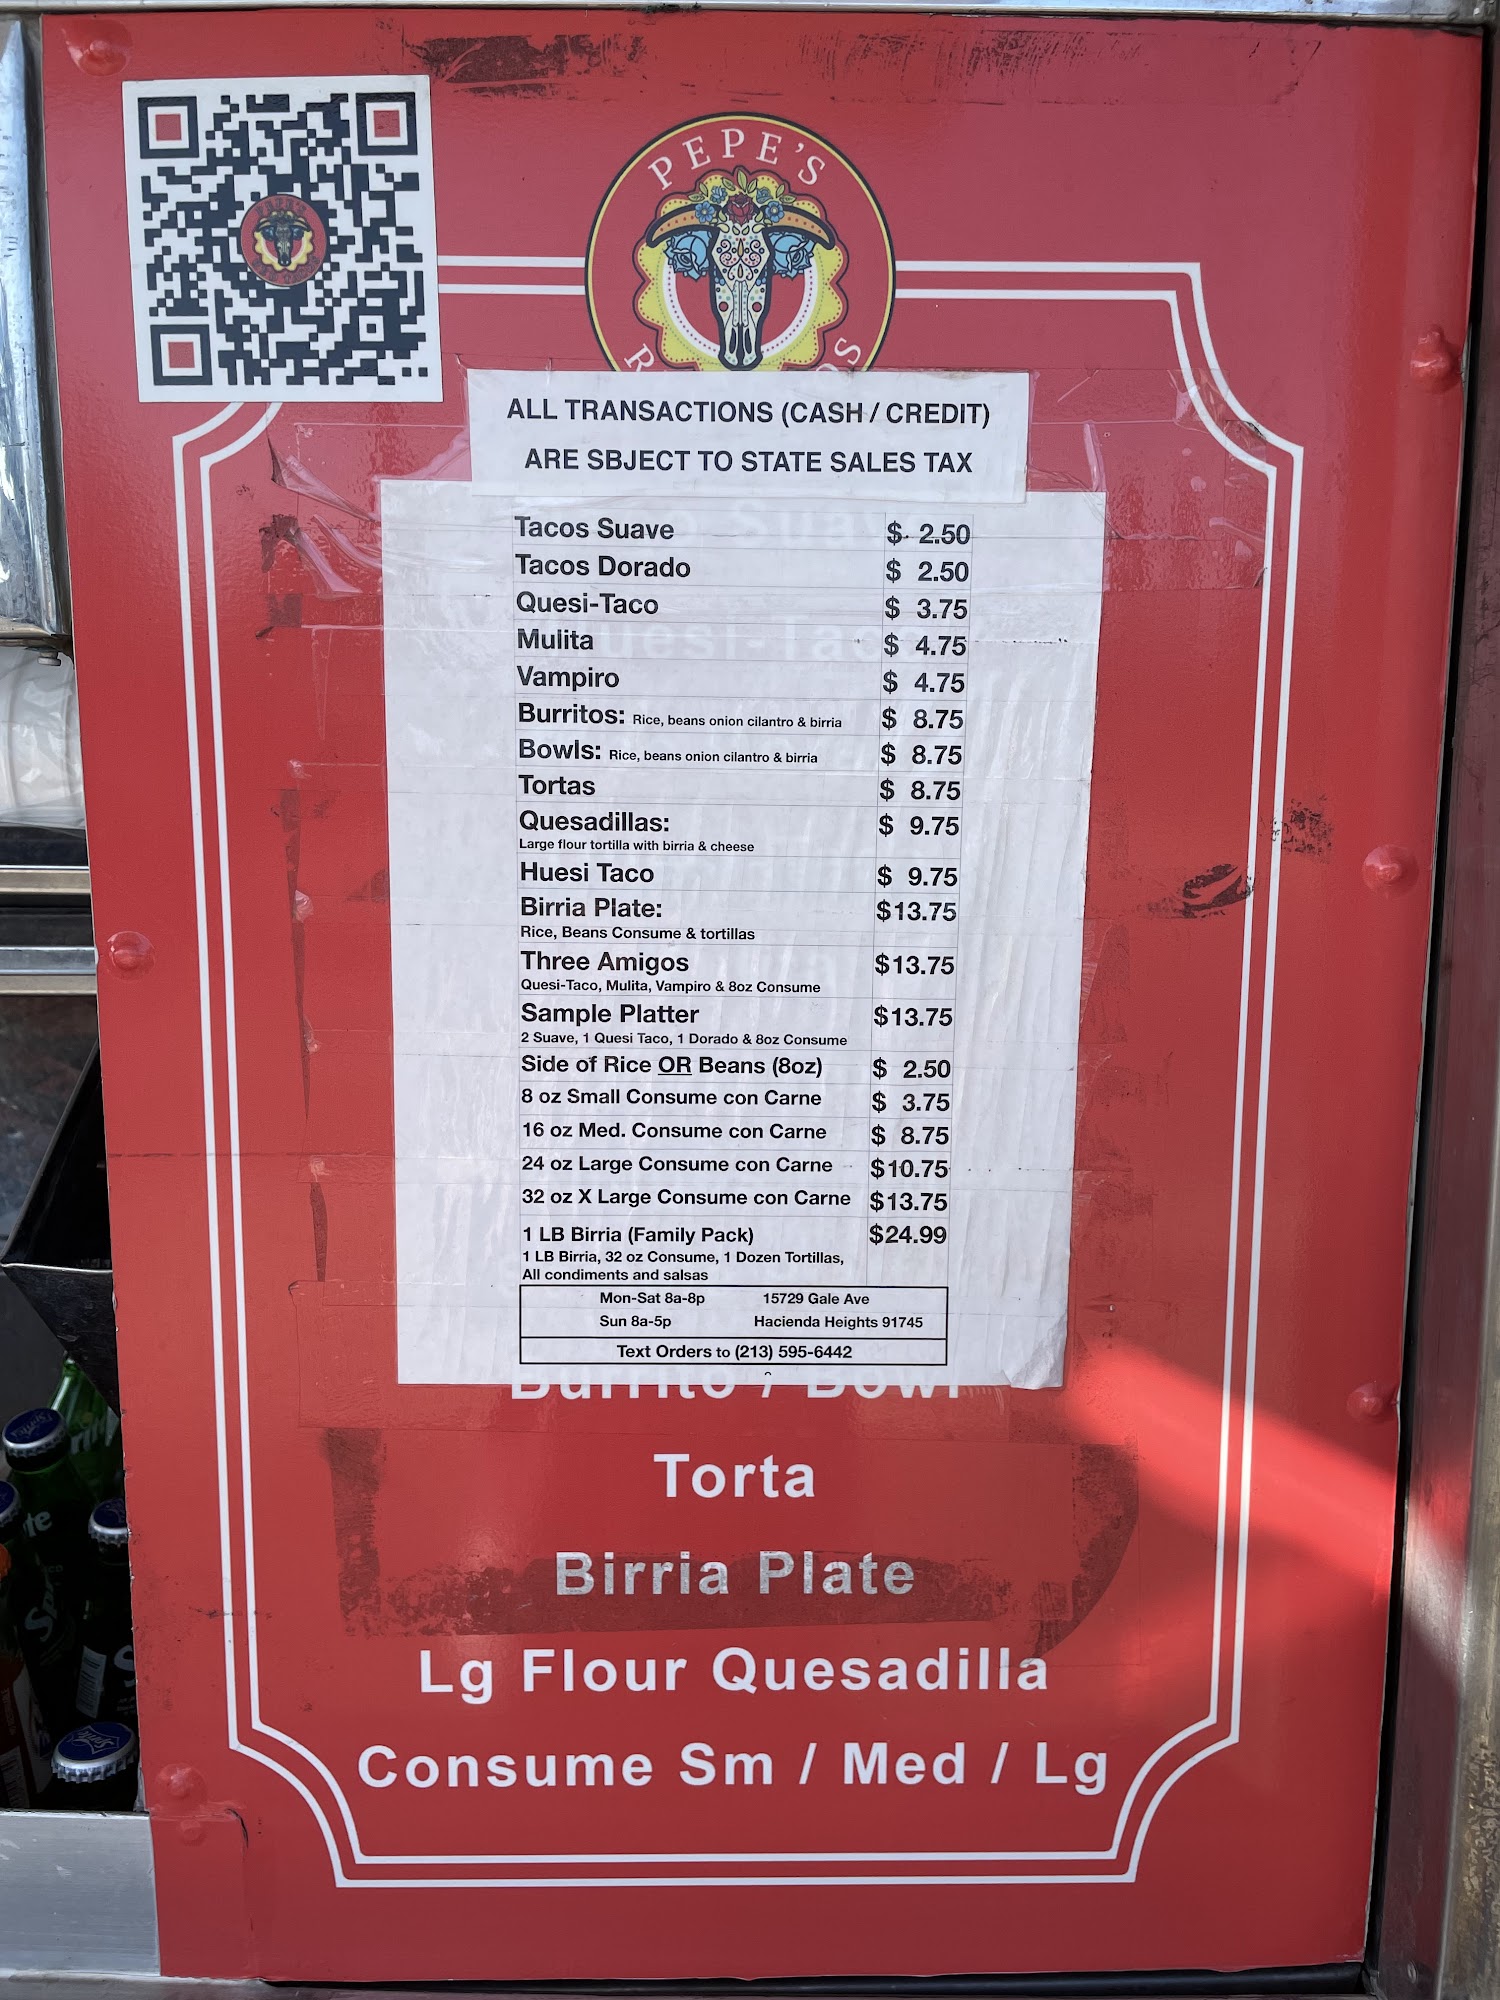 PEPE'S
ALL TRANSACTIONS (CASH / CREDIT)
ARE SBJECT TO STATE SALES TAX
Tacos Suave $ 2.50
Tacos Dorado $ 2.50
Quesi-Taco $ 3.75
Mulita $ 4.75
Vampiro $ 4.75
Burritos: Rice, beans onion cilantro & birria $ 8.75
Bowls: Rice, beans onion cilantro & birria $ 8.75
Tortas $ 8.75
Quesadillas: $ 9.75
Large flour tortilla with birria & cheese
Huesi Taco $ 9.75
Birria Plate: $13.75
Rice, Beans Consume & tortillas
Three Amigos $13.75
Quesi-Taco, Mulita, Vampiro & 8oz Consume
Sample Platter $13.75
2 Suave, 1 Quesi Taco, 1 Dorado & 8oz Consume
Side of Rice OR Beans (8oz) $ 2.50
8 oz Small Consume con Carne $ 3.75
16 oz Med. Consume con Carne $ 8.75
24 oz Large Consume con Carne $10.75
32 oz X Large Consume con Carne $13.75
1 LB Birria (Family Pack) $24.99
1 LB Birria, 32 oz Consume, 1 Dozen Tortillas,
All condiments and salsas
Mon-Sat 8a-8p 15729 Gale Ave
Sun 8a-5p Hacienda Heights 91745
Text Orders to (213) 595-6442
Burrito / Bowl
Torta
Birria Plate
Lg Flour Quesadilla
Consume Sm / Med / Lg